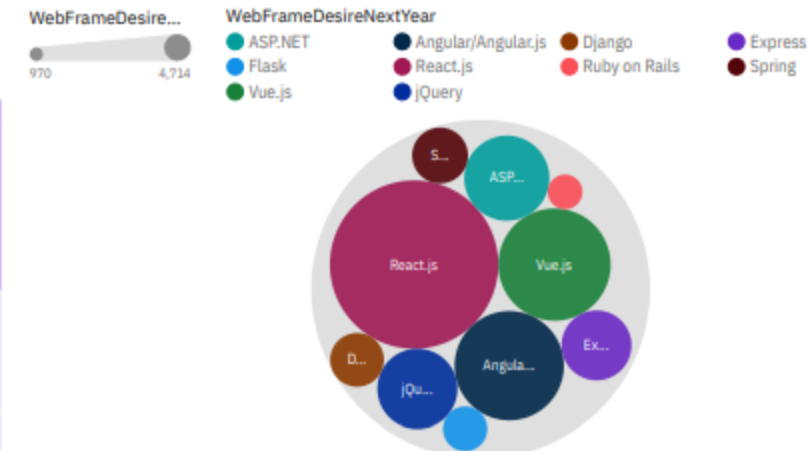 WebFrameDesire...
970
4,714
WebFrameDesireNextYear
ASP.NET
Angular/Angular.js
Django
Express
Flask
React.js
Ruby on Rails
Spring
Vue.js
jQuery
S...
ASP...
React.js
Vue.js
Ex...
D...
Angula...
jQu...